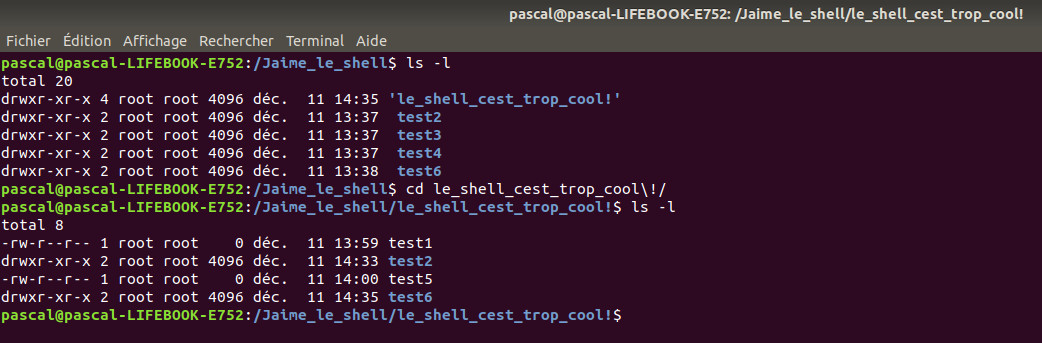 pascal@pascal-LIFEBOOK-E752: /Jaime_le_shell/le_shell_cest_trop_cool!
Fichier Édition Affichage Rechercher Terminal Aide
pascal@pascal-LIFEBOOK-E752:/Jaime_le_shell$ ls -l
total 20
drwxr-xr-x 4 root root 4096 déc.  11 14:35 'le_shell_cest_trop_cool!'
drwxr-xr-x 2 root root 4096 déc.  11 13:37  test2
drwxr-xr-x 2 root root 4096 déc.  11 13:37  test3
drwxr-xr-x 2 root root 4096 déc.  11 13:37  test4
drwxr-xr-x 2 root root 4096 déc.  11 13:38  test6
pascal@pascal-LIFEBOOK-E752:/Jaime_le_shell$ cd le_shell_cest_trop_cool\!/
pascal@pascal-LIFEBOOK-E752:/Jaime_le_shell/le_shell_cest_trop_cool!$ ls -l
total 8
-rw-r--r-- 1 root root    0 déc.  11 13:59 test1
drwxr-xr-x 2 root root 4096 déc.  11 14:33 test2
-rw-r--r-- 1 root root    0 déc.  11 14:00 test5
drwxr-xr-x 2 root root 4096 déc.  11 14:35 test6
pascal@pascal-LIFEBOOK-E752:/Jaime_le_shell/le_shell_cest_trop_cool!$